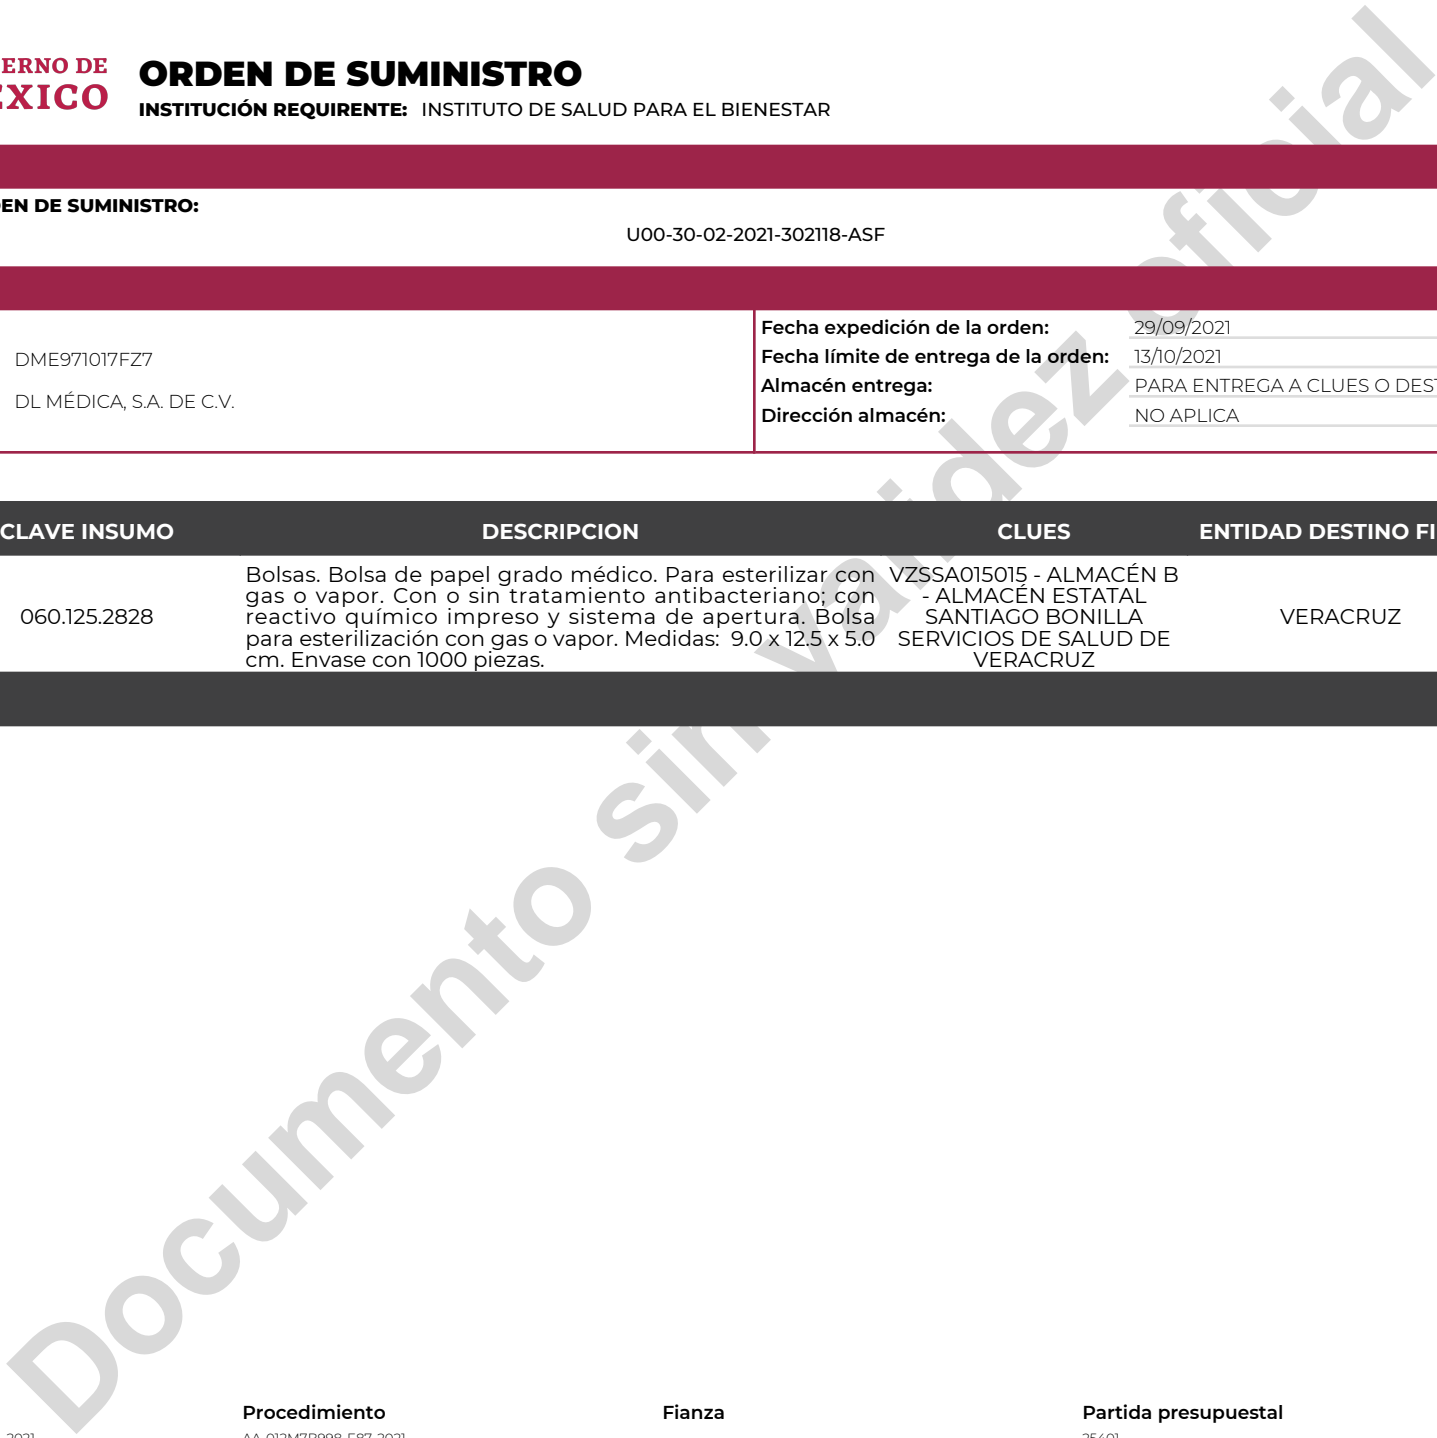 ERNO DE
ÉXICO
ORDEN DE SUMINISTRO
INSTITUCIÓN REQUIRENTE: INSTITUTO DE SALUD PARA EL BIENESTAR
EN DE SUMINISTRO:
U00-30-02-2021-302118-ASF
DME971017FZ7
DL MÉDICA, S.A. DE C.V.
Fecha expedición de la orden: 29/09/2021
Fecha límite de entrega de la orden: 13/10/2021
Almacén entrega: PARA ENTREGA A CLUES O DEST
Dirección almacén: NO APLICA
CLAVE INSUMO DESCRIPCION CLUES ENTIDAD DESTINO FI
060.125.2828
Bolsas. Bolsa de papel grado médico. Para esterilizar con
gas o vapor. Con o sin tratamiento antibacteriano; con
reactivo químico impreso y sistema de apertura. Bolsa
para esterilización con gas o vapor. Medidas: 9.0 x 12.5 x 5.0
cm. Envase con 1000 piezas.
VZSSA015015 - ALMACÉN B
- ALMACÉN ESTATAL
SANTIAGO BONILLA
SERVICIOS DE SALUD DE
VERACRUZ
VERACRUZ
Documento sin validez oficial
Procedimiento Fianza Partida presupuestal